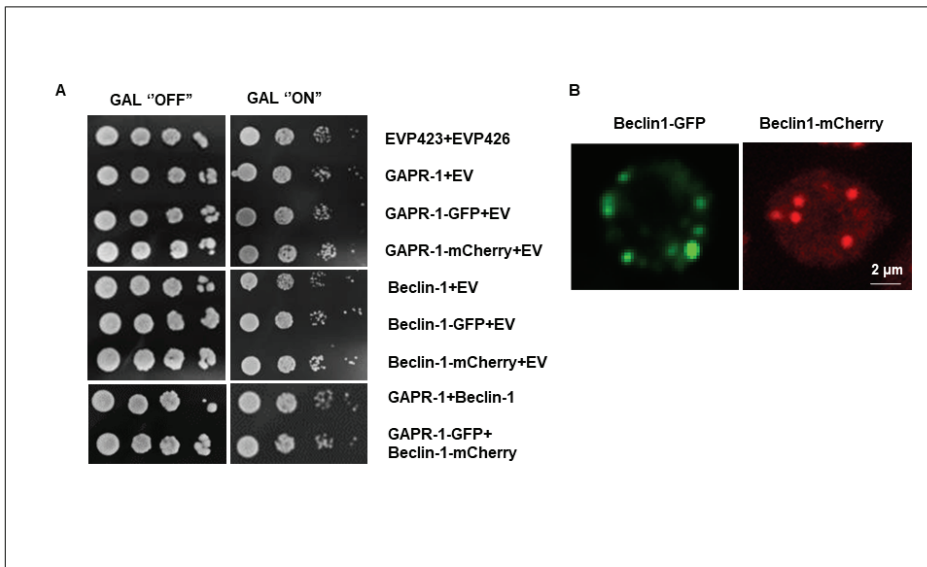 A
GAL “OFF”
GAL “ON”
EVP423+EVP426
GAPR-1+EV
GAPR-1-GFP+EV
GAPR-1-mCherry+EV
Beclin-1+EV
Beclin-1-GFP+EV
Beclin-1-mCherry+EV
GAPR-1+Beclin-1
GAPR-1-GFP+
Beclin-1-mCherry
B
Beclin1-GFP
Beclin1-mCherry
2 µm